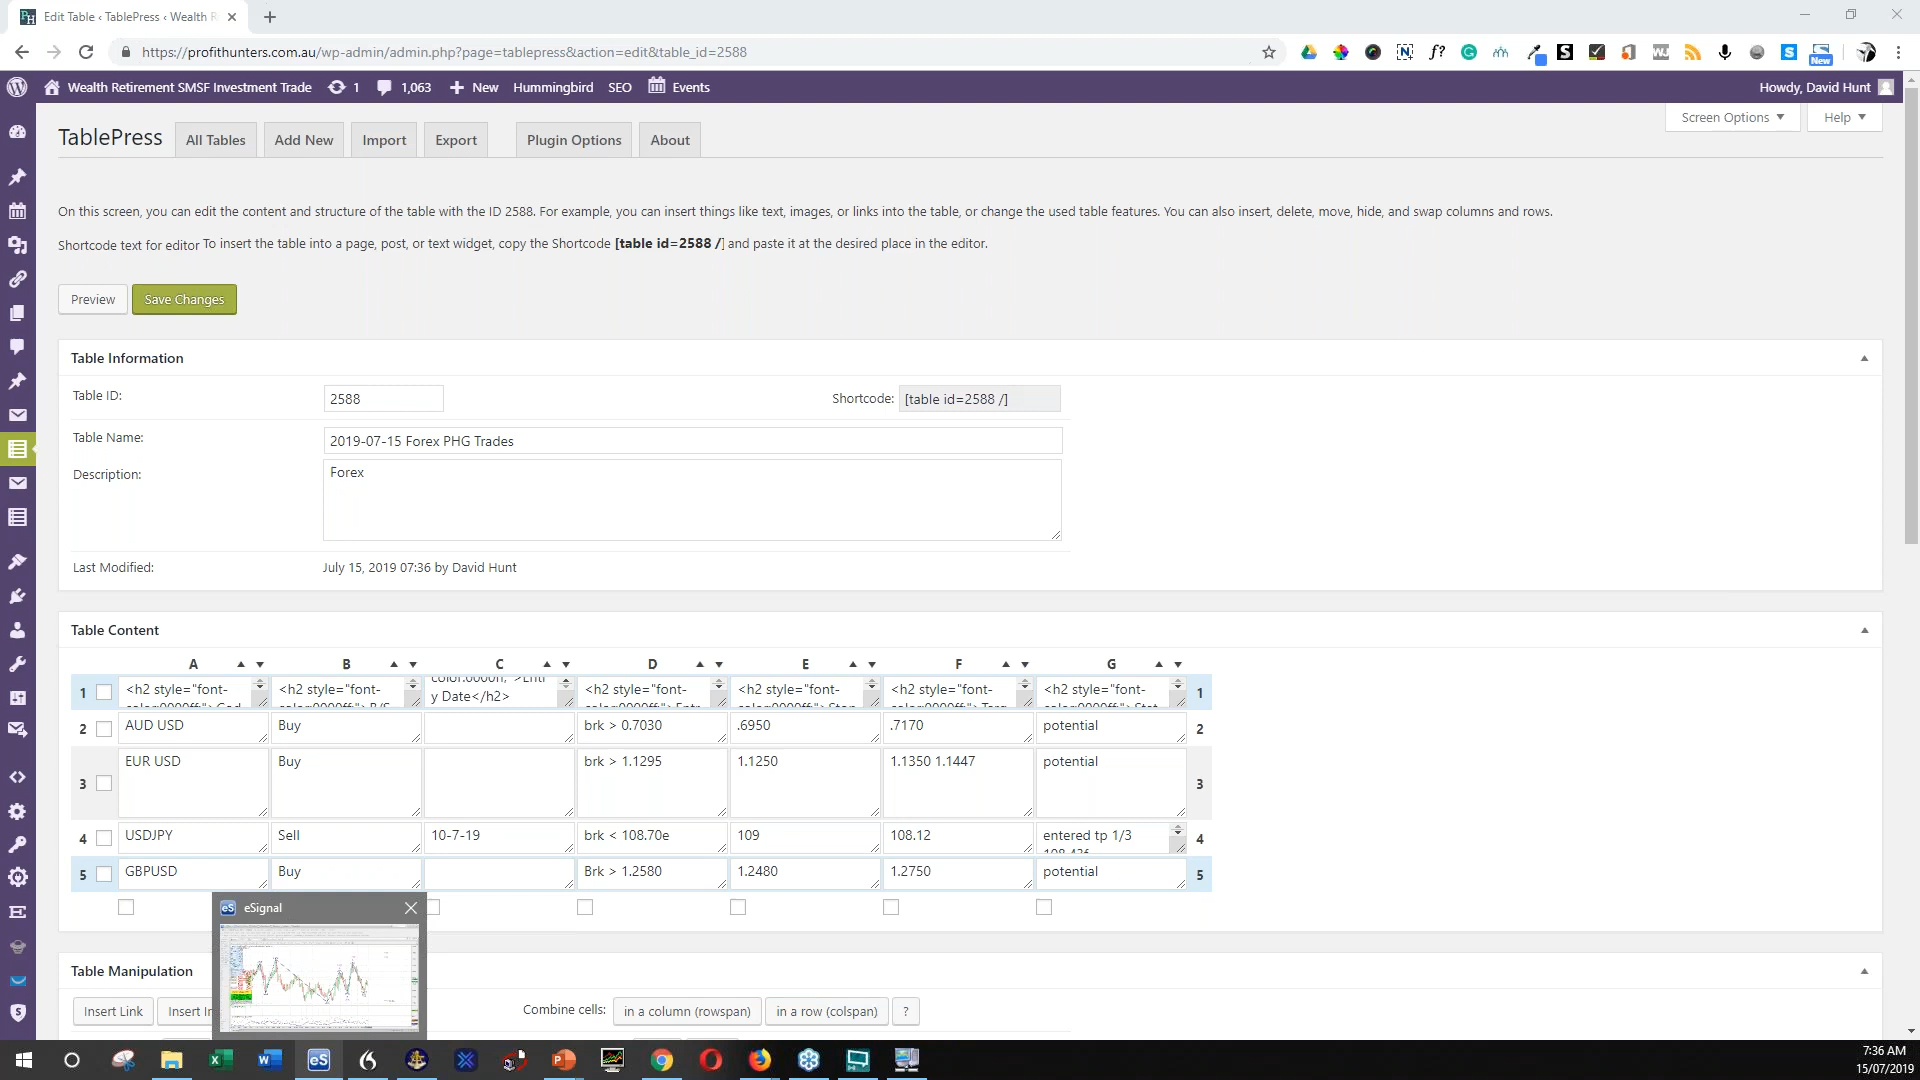 Edit Table ‹ TablePress ‹ Wealth R
https://profithunters.com.au/wp-admin/admin.php?page=tablepress&action=edit&table_id=2588
New
Wealth Retirement SMSF Investment Trade 1 1,063 New Hummingbird SEO Events Howdy, David Hunt
Screen Options Help
TablePress All Tables Add New Import Export Plugin Options About
On this screen, you can edit the content and structure of the table with the ID 2588. For example, you can insert things like text, images, or links into the table, or change the used table features. You can also insert, delete, move, hide, and swap columns and rows.
Shortcode text for editor To insert the table into a page, post, or text widget, copy the Shortcode [table id=2588 /] and paste it at the desired place in the editor.
Preview Save Changes
Table Information
Table ID: 2588 Shortcode: [table id=2588 /]
Table Name: 2019-07-15 Forex PHG Trades
Description: Forex
Last Modified: July 15, 2019 07:36 by David Hunt
Table Content
A B C D E F G
1 <h2 style="font- <h2 style="font- y Date</h2> <h2 style="font- <h2 style="font- <h2 style="font- <h2 style="font- 1
2 AUD USD Buy brk > 0.7030 .6950 .7170 potential 2
3 EUR USD Buy brk > 1.1295 1.1250 1.1350 1.1447 potential 3
4 USDJPY Sell 10-7-19 brk < 108.70e 109 108.12 entered tp 1/3 4
5 GBPUSD Buy Brk > 1.2580 1.2480 1.2750 potential 5
eS eSignal
Table Manipulation
Insert Link Insert Combine cells: in a column (rowspan) in a row (colspan) ?
7:36 AM
15/07/2019